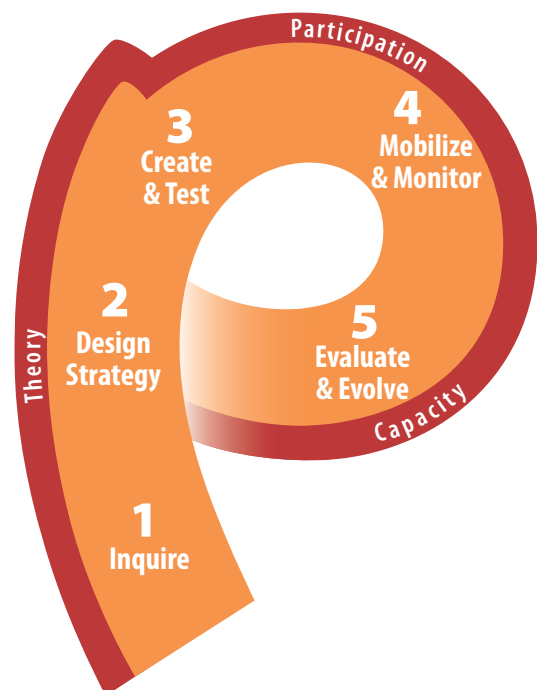 Participation
4
Mobilize
& Monitor
3
Create
& Test
2
Design
Strategy
Theory
5
Evaluate
& Evolve
Capacity
1
Inquire